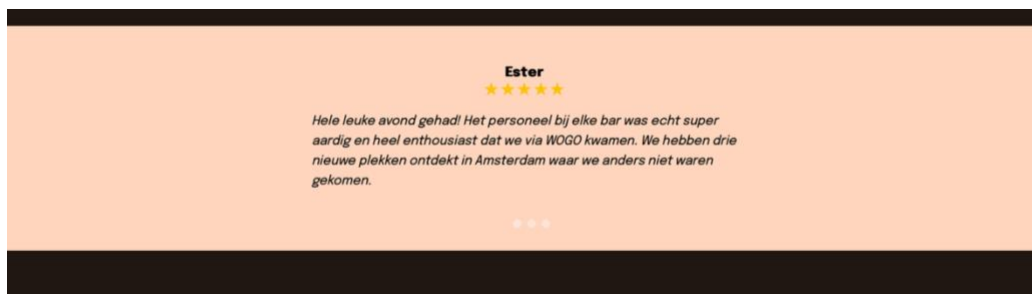 Ester
Hele leuke avond gehad! Het personeel bij elke bar was echt super
aardig en heel enthousiast dat we via WOGO kwamen. We hebben drie
nieuwe plekken ontdekt in Amsterdam waar we anders niet waren
gekomen.